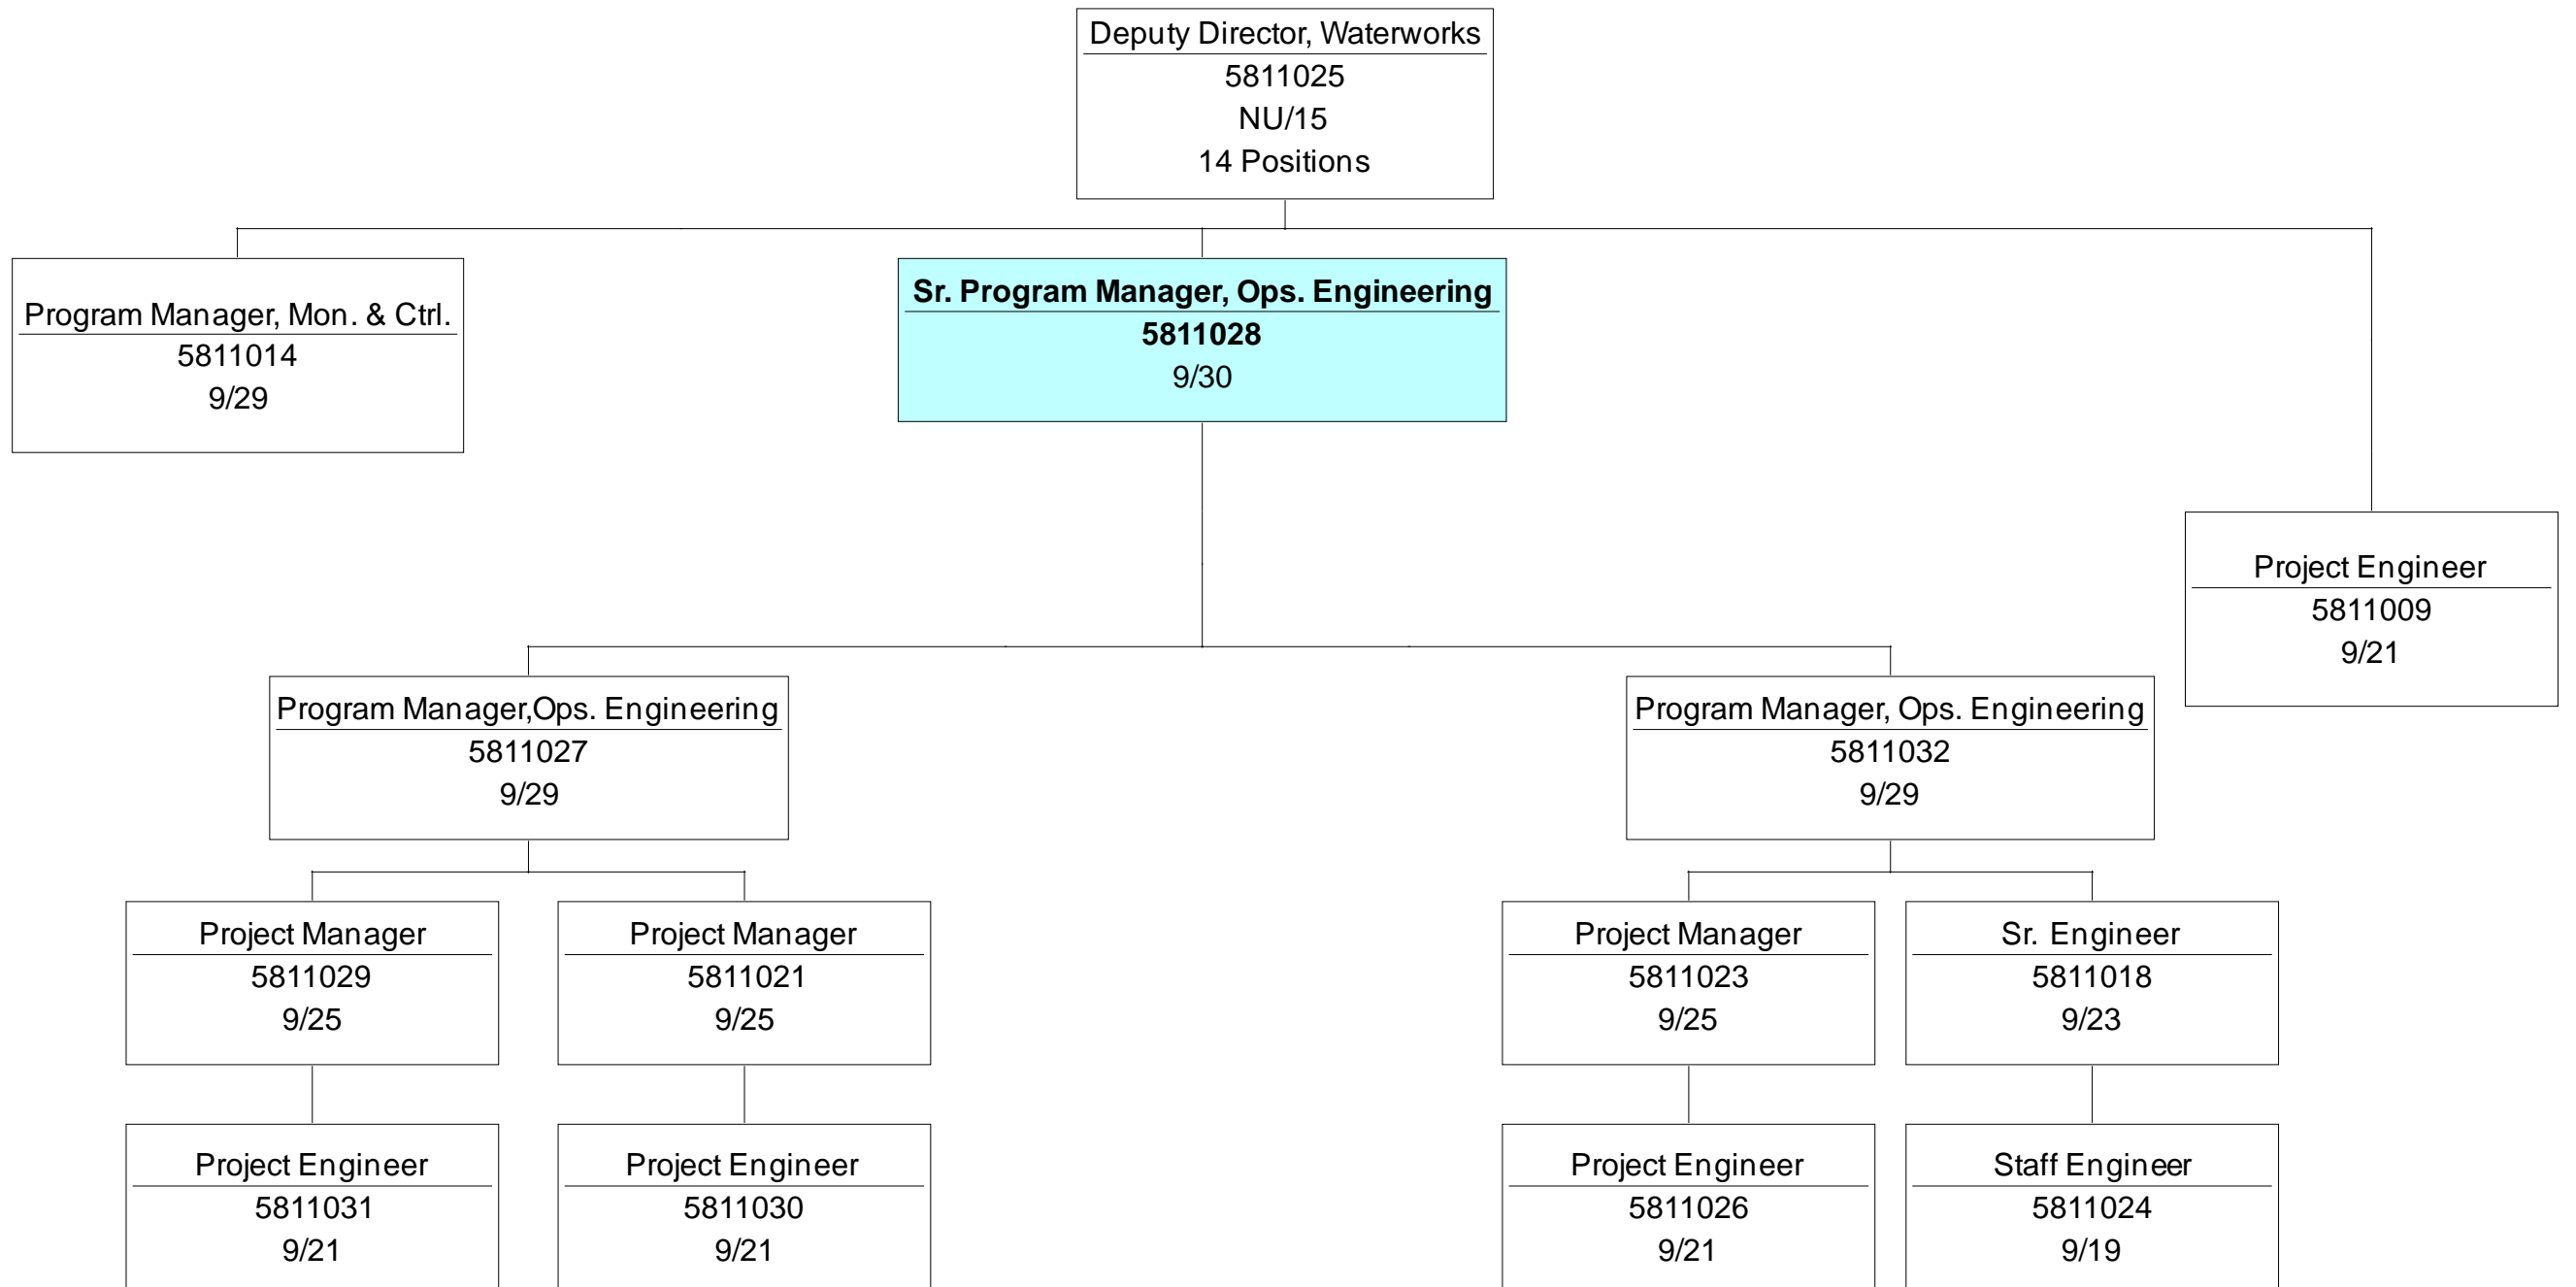 Deputy Director, Waterworks
5811025
NU/15
14 Positions
Program Manager, Mon. & Ctrl.
5811014
9/29
Sr. Program Manager, Ops. Engineering
5811028
9/30
Project Engineer
5811009
9/21
Program Manager,Ops. Engineering
5811027
9/29
Program Manager, Ops. Engineering
5811032
9/29
Project Manager
5811029
9/25
Project Manager
5811021
9/25
Project Manager
5811023
9/25
Sr. Engineer
5811018
9/23
Project Engineer
5811031
9/21
Project Engineer
5811030
9/21
Project Engineer
5811026
9/21
Staff Engineer
5811024
9/19